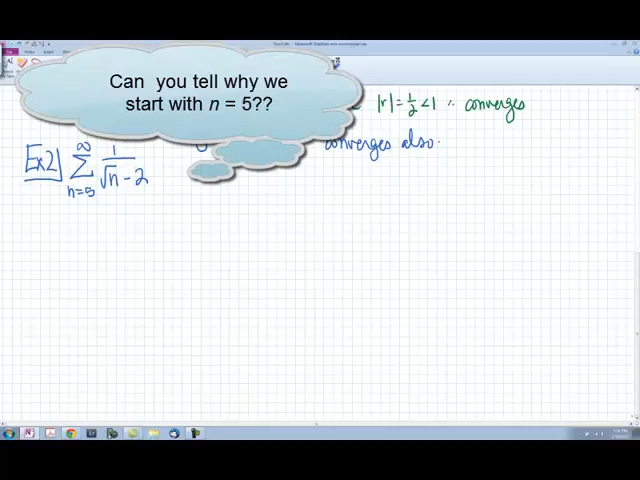 Can you tell why we
start with n = 5??
|r| = 1/2 < 1 ∴ converges
converges also.
Ex2 ∞ ∑ n=5 1/(√n - 2)